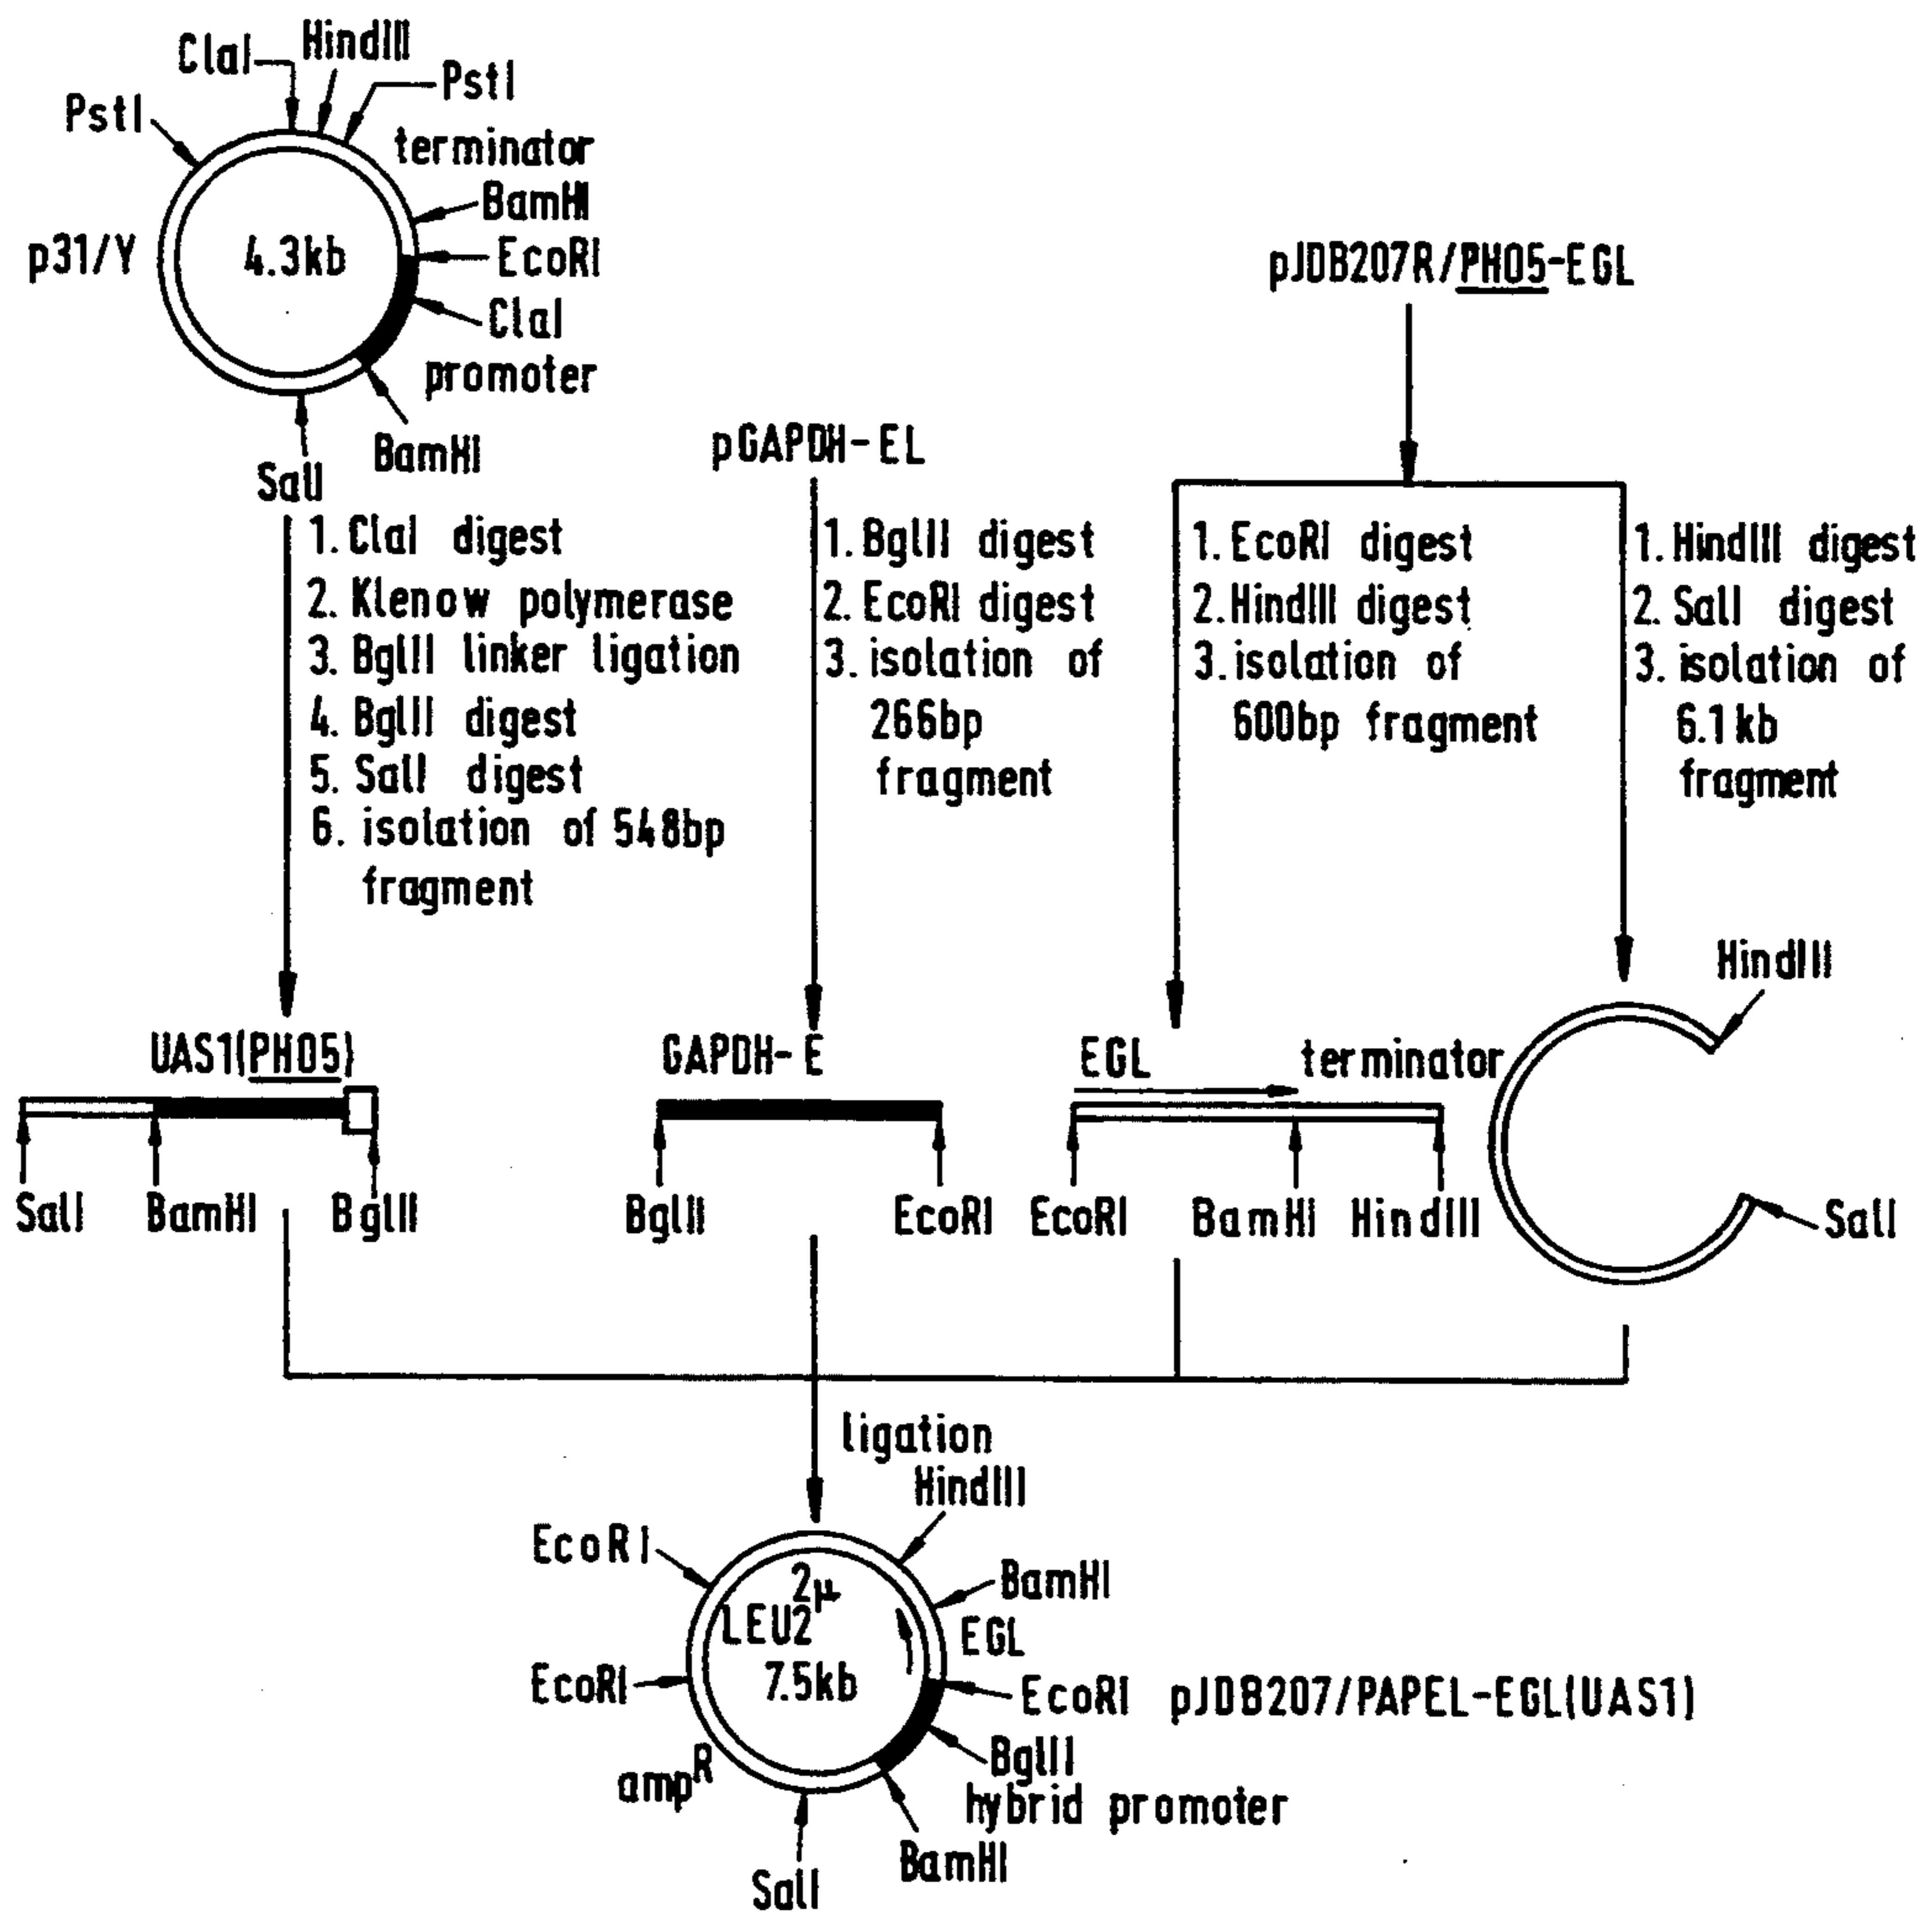 ClaI
HindIII
PstI
PstI
terminator
BamHI
p31/Y
4.3kb
EcoRI
ClaI
promoter
BamHI
SalI
pJDB207R/PHO5-EGL
pGAPDH-EL
1. ClaI digest
2. Klenow polymerase
3. BglII linker ligation
4. BglII digest
5. SalI digest
6. isolation of 548bp
fragment
1. BglII digest
2. EcoRI digest
3. isolation of
266bp
fragment
1. EcoRI digest
2. HindIII digest
3. isolation of
600bp fragment
1. HindIII digest
2. SalI digest
3. isolation of
6.1kb
fragment
UAS1(PHO5)
SalI
BamHI
BglII
GAPDH-E
BglII
EcoRI
EGL
terminator
EcoRI
BamHI
HindIII
HindIII
SalI
ligation
HindIII
EcoRI
BamHI
2µ
LEU2
7.5kb
EGL
EcoRI
EcoRI
pJDB207/PAPEL-EGL(UAS1)
BglII
hybrid promoter
ampR
BamHI
SalI